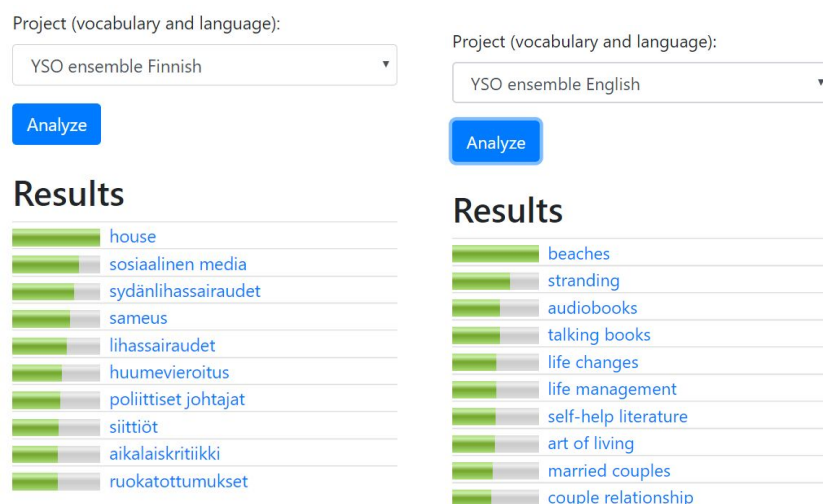 Project (vocabulary and language):
YSO ensemble Finnish
Analyze
Results
house
sosiaalinen media
sydänlihassairaudet
sameus
lihassairaudet
huumevieroitus
poliittiset johtajat
siittiöt
aikalaiskritiikki
ruokatottumukset
Project (vocabulary and language):
YSO ensemble English
Analyze
Results
beaches
stranding
audiobooks
talking books
life changes
life management
self-help literature
art of living
married couples
couple relationship